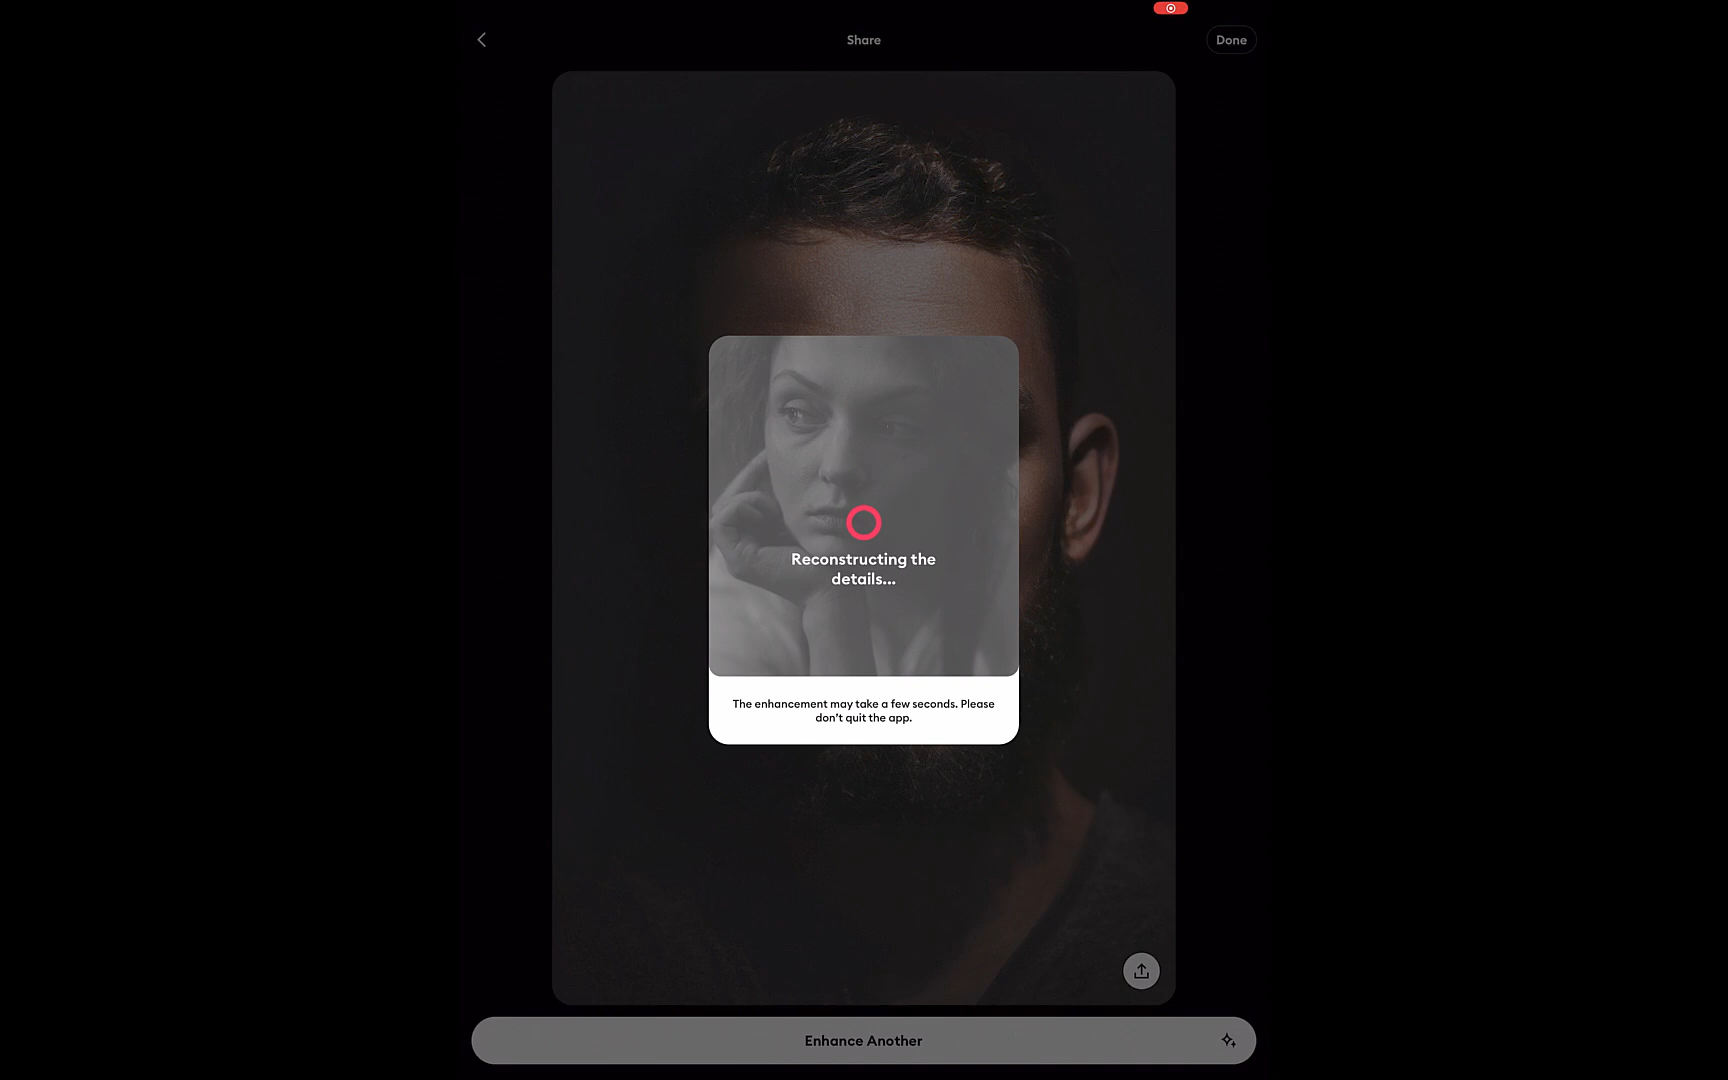 Share
Done
Reconstructing the
details...
The enhancement may take a few seconds. Please
don't quit the app.
Enhance Another